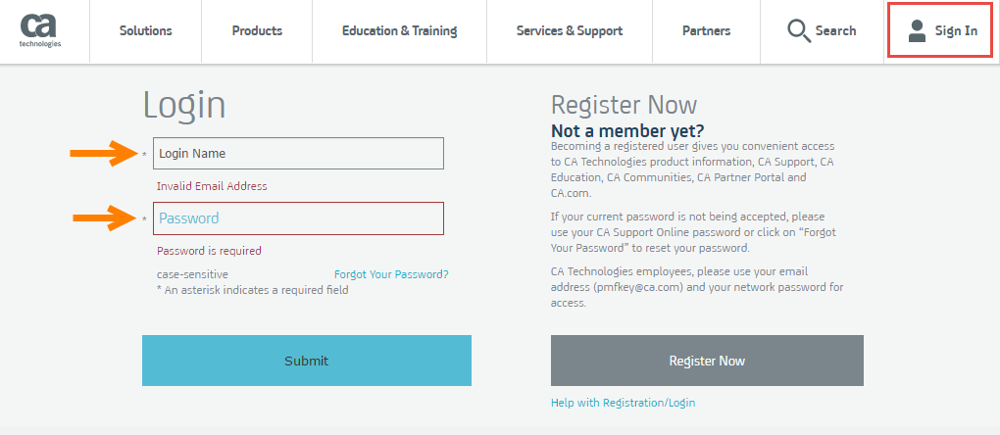 ca
technologies
Solutions
Products
Education & Training
Services & Support
Partners
Search
Sign In
Login
* Login Name
Invalid Email Address
* Password
Password is required
case-sensitive
Forgot Your Password?
* An asterisk indicates a required field
Submit
Register Now
Not a member yet?
Becoming a registered user gives you convenient access
to CA Technologies product information, CA Support, CA
Education, CA Communities, CA Partner Portal and
CA.com.
If your current password is not being accepted, please
use your CA Support Online password or click on “Forgot
Your Password” to reset your password.
CA Technologies employees, please use your email
address (pmfkey@ca.com) and your network password for
access.
Register Now
Help with Registration/Login